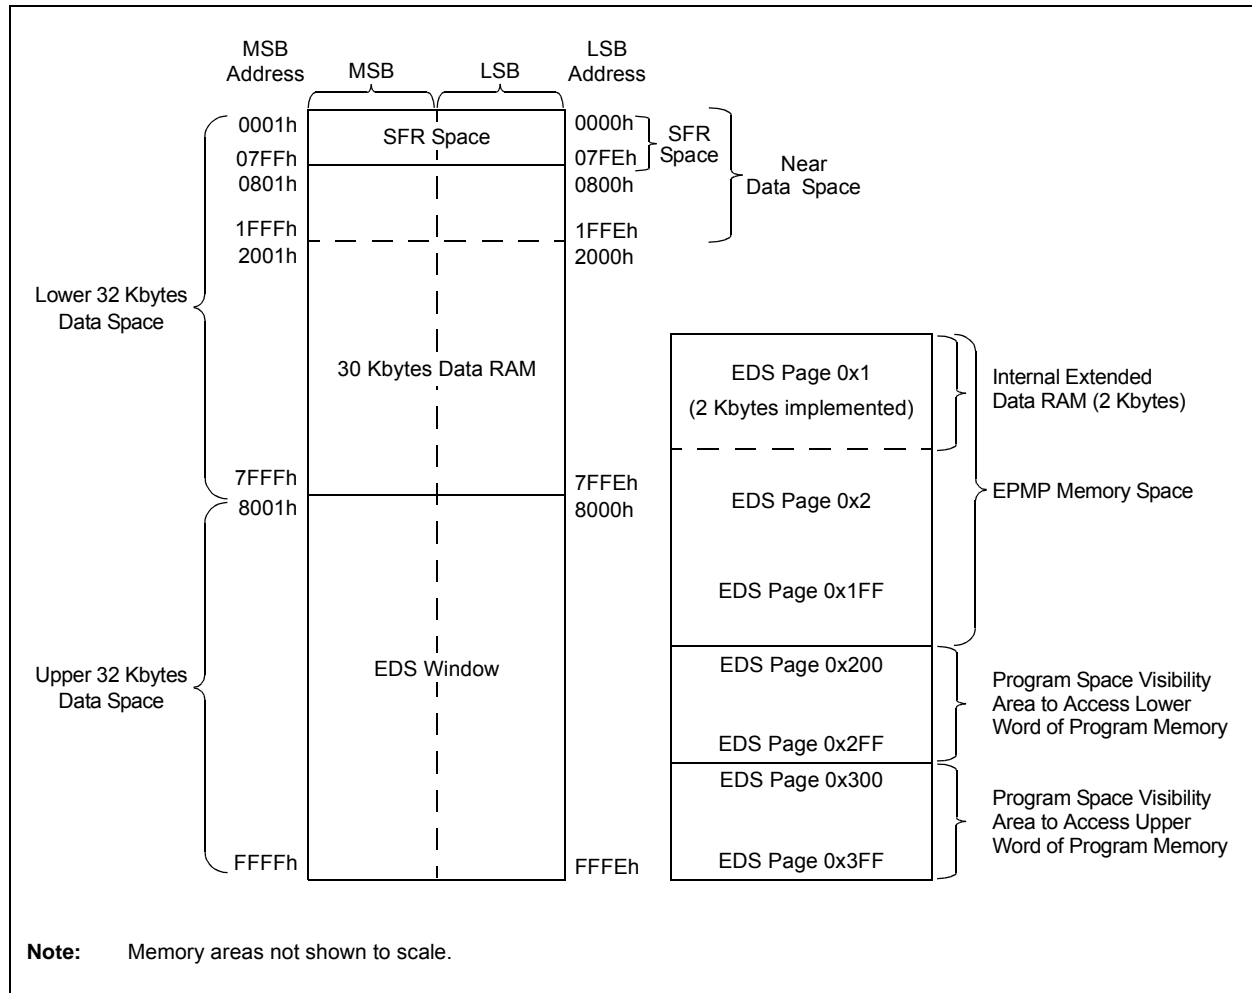 MSB
Address
MSB
LSB
LSB
Address
0001h
SFR Space
0000h
SFR
Space
07FFh
07FEh
0801h
0800h
Near
Data Space
1FFFh
1FFEh
2001h
2000h
Lower 32 Kbytes
Data Space
30 Kbytes Data RAM
7FFFh
7FFEh
8001h
8000h
Upper 32 Kbytes
Data Space
EDS Window
FFFFh
FFFEh
EDS Page 0x1
(2 Kbytes implemented)
Internal Extended
Data RAM (2 Kbytes)
EDS Page 0x2
EPMP Memory Space
EDS Page 0x1FF
EDS Page 0x200
EDS Page 0x2FF
Program Space Visibility
Area to Access Lower
Word of Program Memory
EDS Page 0x300
EDS Page 0x3FF
Program Space Visibility
Area to Access Upper
Word of Program Memory
Note: Memory areas not shown to scale.